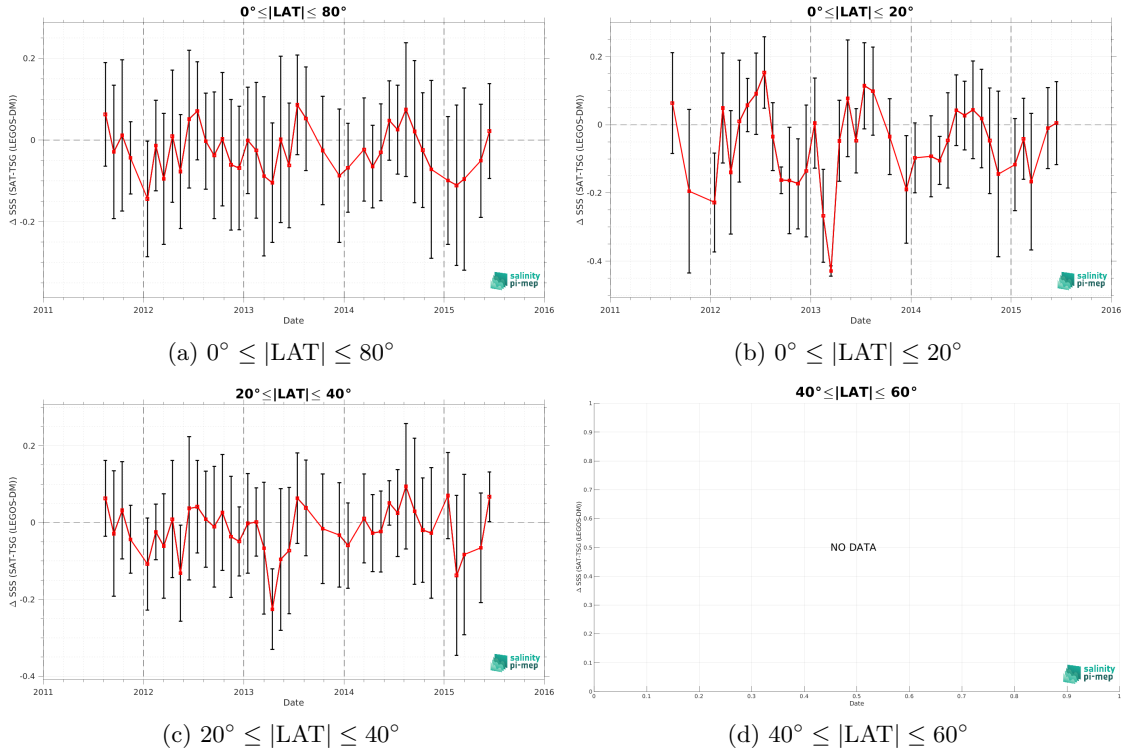 0°≤|LAT|≤ 80°
Δ SSS (SAT-TSG (LEGOS-DM))
0.2
0
-0.2
2011 2012 2013 2014 2015 2016
Date
salinity
pi-mep
(a) 0° ≤ |LAT| ≤ 80°
0°≤|LAT|≤ 20°
Δ SSS (SAT-TSG (LEGOS-DM))
0.2
0
-0.2
-0.4
2011 2012 2013 2014 2015 2016
Date
salinity
pi-mep
(b) 0° ≤ |LAT| ≤ 20°
20°≤|LAT|≤ 40°
Δ SSS (SAT-TSG (LEGOS-DM))
0.2
0
-0.2
-0.4
2011 2012 2013 2014 2015 2016
Date
salinity
pi-mep
(c) 20° ≤ |LAT| ≤ 40°
40°≤|LAT|≤ 60°
Δ SSS (SAT-TSG (LEGOS-DM))
1
0.9
0.8
0.7
0.6
0.5
0.4
0.3
0.2
0.1
0
NO DATA
0 0.1 0.2 0.3 0.4 0.5 0.6 0.7 0.8 0.9 1
Date
salinity
pi-mep
(d) 40° ≤ |LAT| ≤ 60°